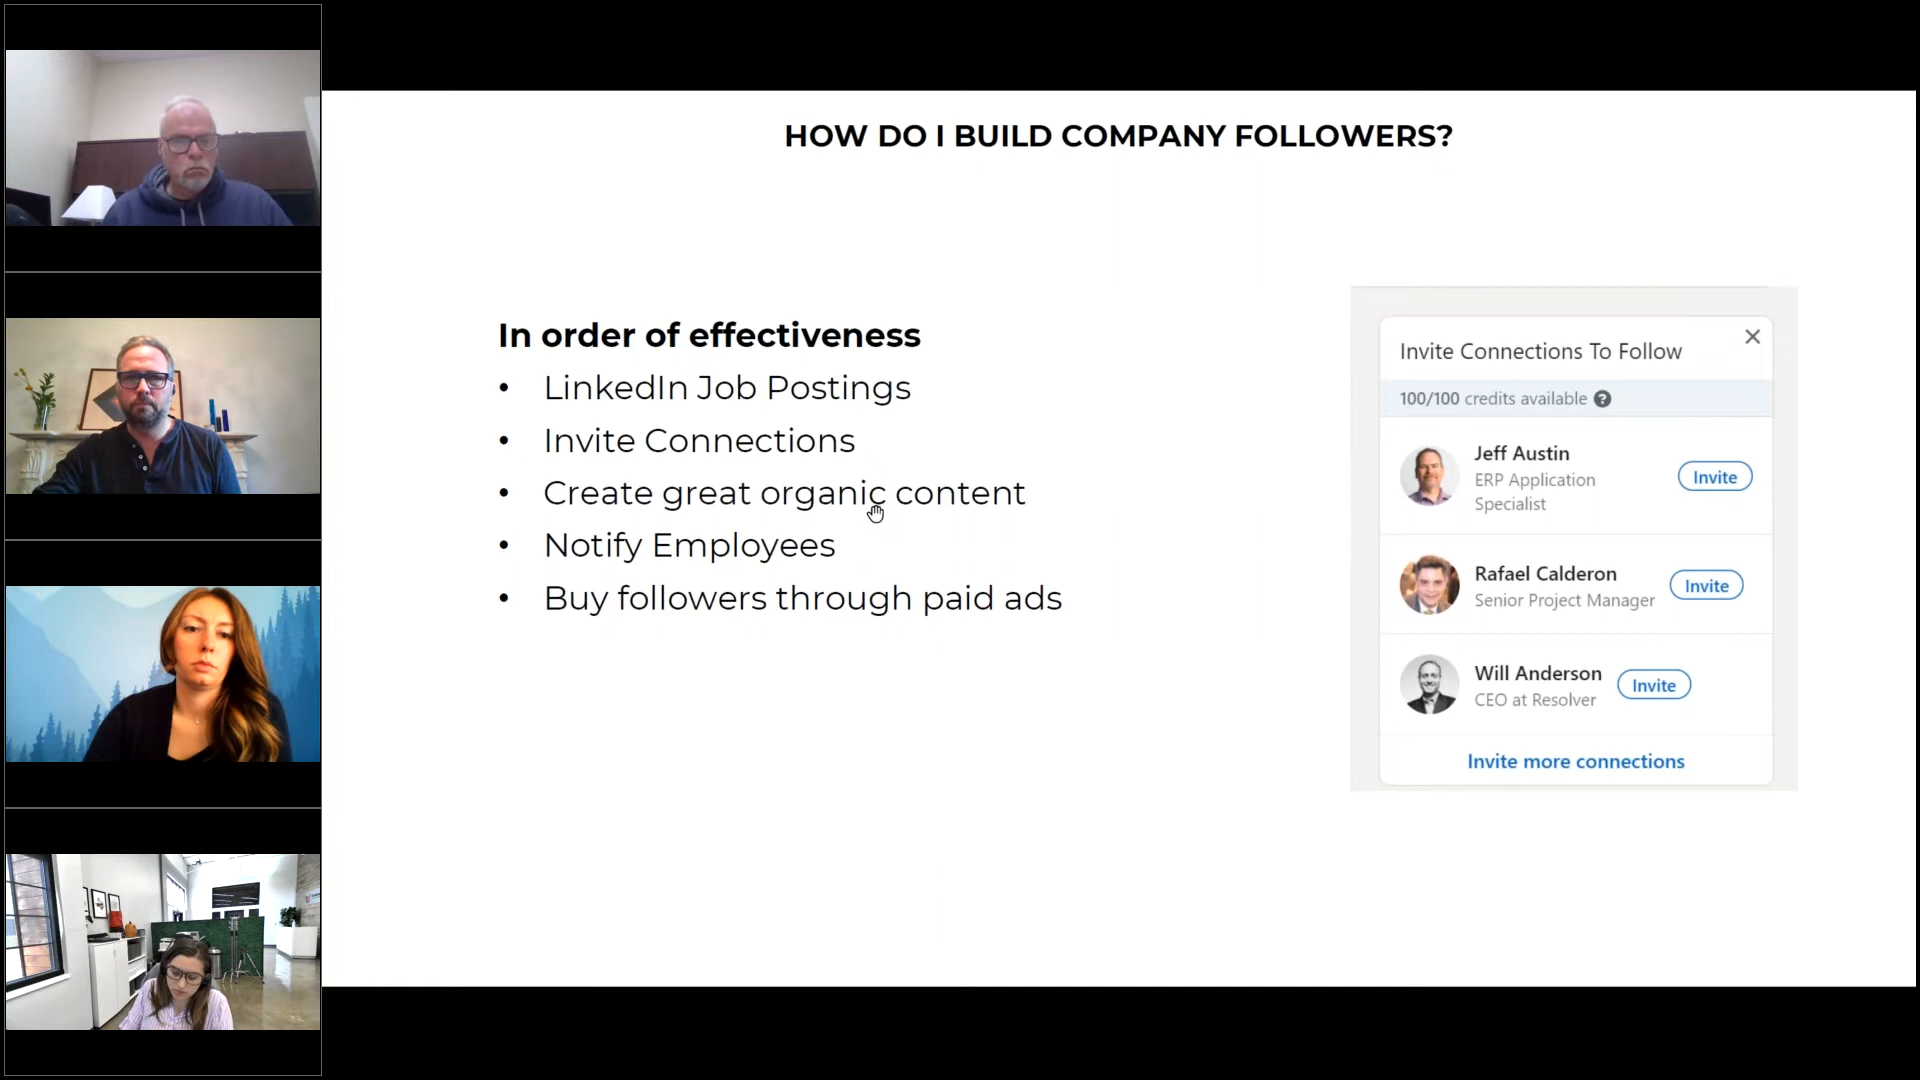 HOW DO I BUILD COMPANY FOLLOWERS?
In order of effectiveness
• LinkedIn Job Postings
• Invite Connections
• Create great organic content
• Notify Employees
• Buy followers through paid ads
Invite Connections To Follow
100/100 credits available ?
Jeff Austin
ERP Application
Specialist
Invite
Rafael Calderon
Senior Project Manager
Invite
Will Anderson
CEO at Resolver
Invite
Invite more connections